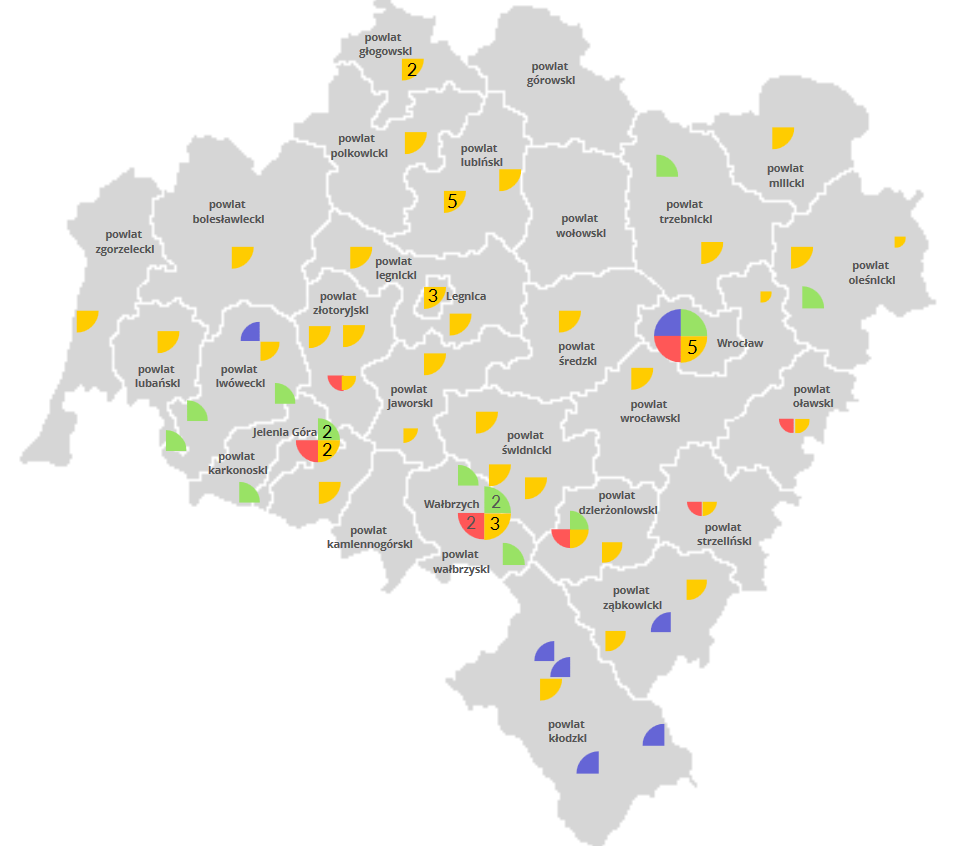 powiat
głogowski
2
powiat
górowski
powiat
polkowicki
powiat
lubiński
5
powiat
milicki
powiat
trzebnicki
powiat
bolesławiecki
powiat
wołowski
powiat
zgorzelecki
powiat
legnicki
powiat
oleśnicki
3
Legnica
powiat
złotoryjski
5
Wrocław
powiat
średzki
powiat
lubański
powiat
lwówecki
powiat
jaworski
powiat
oławski
powiat
wrocławski
Jelenia Góra
2
2
powiat
świdnicki
powiat
karkonoski
Wałbrzych
2
2
3
powiat
dzierżoniowski
powiat
kamiennogórski
powiat
strzeliński
powiat
wałbrzyski
powiat
ząbkowicki
powiat
kłodzki